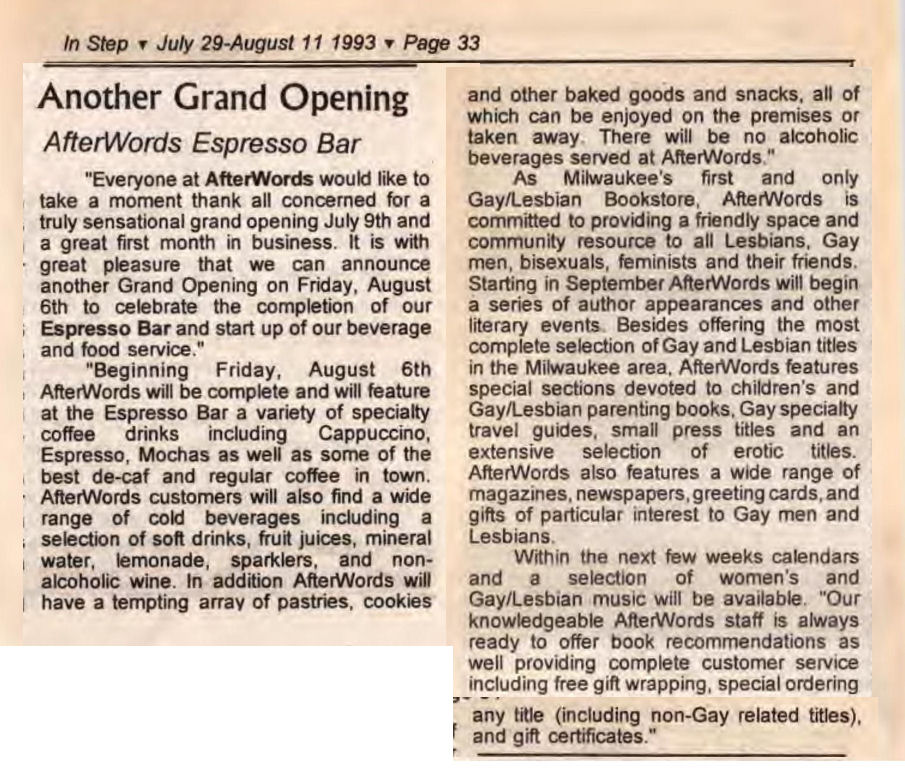 In Step ▼ July 29-August 11 1993 ▼ Page 33
Another Grand Opening
AfterWords Espresso Bar
"Everyone at AfterWords would like to
take a moment thank all concerned for a
truly sensational grand opening July 9th and
a great first month in business. It is with
great pleasure that we can announce
another Grand Opening on Friday, August
6th to celebrate the completion of our
Espresso Bar and start up of our beverage
and food service."
"Beginning Friday, August 6th
AfterWords will be complete and will feature
at the Espresso Bar a variety of specialty
coffee drinks including Cappuccino,
Espresso, Mochas as well as some of the
best de-caf and regular coffee in town.
AfterWords customers will also find a wide
range of cold beverages including a
selection of soft drinks, fruit juices, mineral
water, lemonade, sparklers, and non-
alcoholic wine. In addition AfterWords will
have a tempting array of pastries, cookies
and other baked goods and snacks, all of
which can be enjoyed on the premises or
taken away. There will be no alcoholic
beverages served at AfterWords."
As Milwaukee's first and only
Gay/Lesbian Bookstore, AfterWords is
committed to providing a friendly space and
community resource to all Lesbians, Gay
men, bisexuals, feminists and their friends.
Starting in September AfterWords will begin
a series of author appearances and other
literary events. Besides offering the most
complete selection of Gay and Lesbian titles
in the Milwaukee area, AfterWords features
special sections devoted to children's and
Gay/Lesbian parenting books, Gay specialty
travel guides, small press titles and an
extensive selection of erotic titles.
AfterWords also features a wide range of
magazines, newspapers, greeting cards, and
gifts of particular interest to Gay men and
Lesbians.
Within the next few weeks calendars
and a selection of women's and
Gay/Lesbian music will be available. "Our
knowledgeable AfterWords staff is always
ready to offer book recommendations as
well providing complete customer service
including free gift wrapping, special ordering
any title (including non-Gay related titles),
and gift certificates."